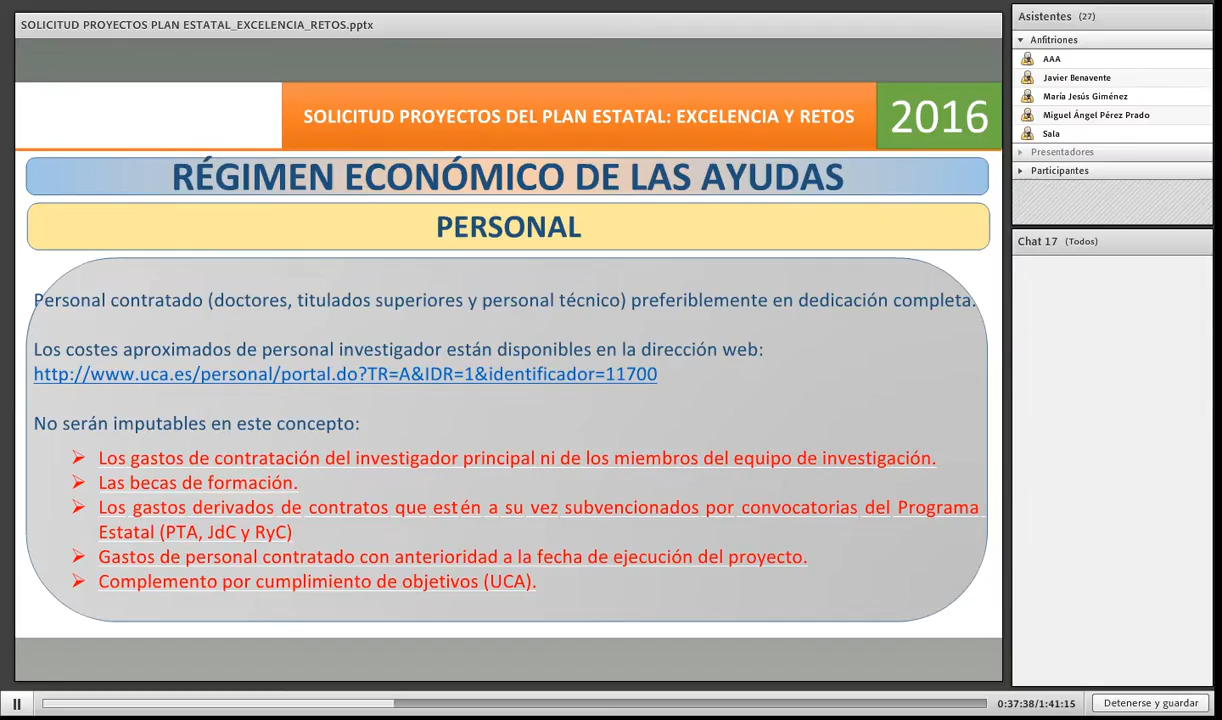 SOLICITUD PROYECTOS PLAN ESTATAL_EXCELENCIA_RETOS.pptx
SOLICITUD PROYECTOS DEL PLAN ESTATAL: EXCELENCIA Y RETOS
2016
RÉGIMEN ECONÓMICO DE LAS AYUDAS
PERSONAL
Personal contratado (doctores, titulados superiores y personal técnico) preferiblemente en dedicación completa.
Los costes aproximados de personal investigador están disponibles en la dirección web:
http://www.uca.es/personal/portal.do?TR=A&IDR=1&identificador=11700
No serán imputables en este concepto:
Los gastos de contratación del investigador principal ni de los miembros del equipo de investigación.
Las becas de formación.
Los gastos derivados de contratos que estén a su vez subvencionados por convocatorias del Programa
Estatal (PTA, JdC y RyC)
Gastos de personal contratado con anterioridad a la fecha de ejecución del proyecto.
Complemento por cumplimiento de objetivos (UCA).
Asistentes (27)
Anfitriones
AAA
Javier Benavente
María Jesús Giménez
Miguel Ángel Pérez Prado
Sala
Presentadores
Participantes
Chat 17 (Todos)
0:37:38/1:41:15
Detenerse y guardar